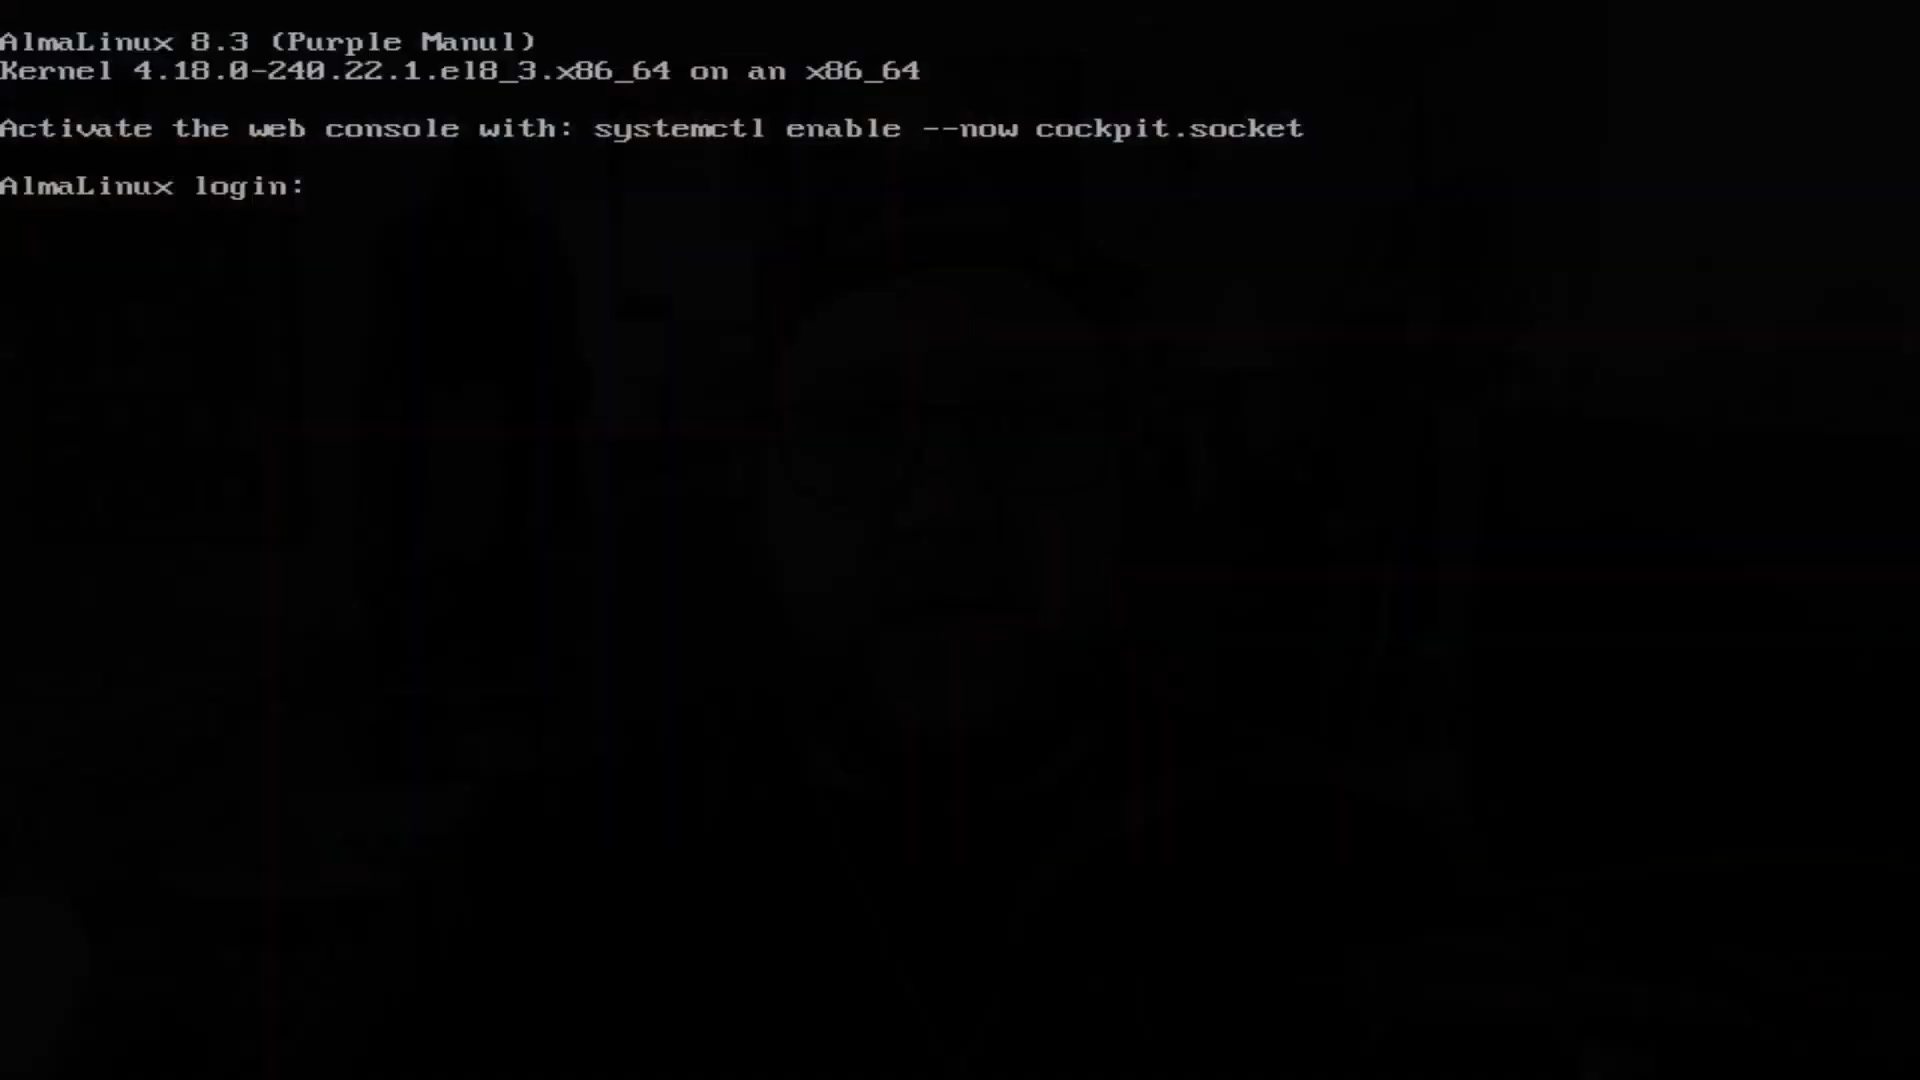 AlmaLinux 8.3 (Purple Manul)
Kernel 4.18.0-240.22.1.el8_3.x86_64 on an x86_64
Activate the web console with: systemctl enable --now cockpit.socket
AlmaLinux login: